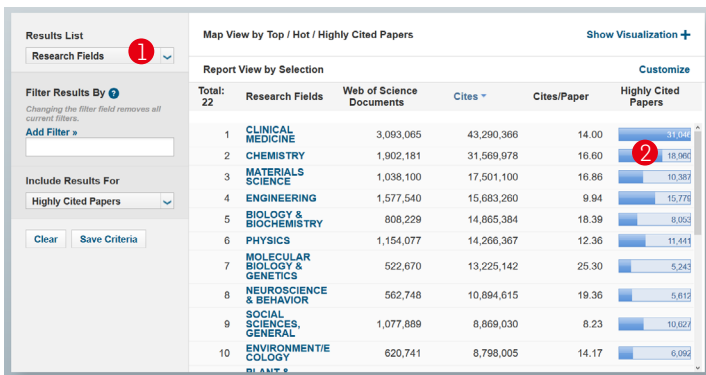 Results List
Research Fields
1
Filter Results By ?
Changing the filter field removes all
current filters.
Add Filter »
Include Results For
Highly Cited Papers
Clear Save Criteria
Map View by Top / Hot / Highly Cited Papers Show Visualization +
Report View by Selection Customize
Total: 22 Research Fields Web of Science Documents Cites Cites/Paper Highly Cited Papers
1 CLINICAL MEDICINE 3,093,065 43,290,366 14.00 31,046
2
2 CHEMISTRY 1,902,181 31,569,978 16.60 18,960
3 MATERIALS SCIENCE 1,038,100 17,501,100 16.86 10,387
4 ENGINEERING 1,577,540 15,683,260 9.94 15,779
5 BIOLOGY & BIOCHEMISTRY 808,229 14,865,384 18.39 8,053
6 PHYSICS 1,154,077 14,266,367 12.36 11,441
7 MOLECULAR BIOLOGY & GENETICS 522,670 13,225,142 25.30 5,243
8 NEUROSCIENCE & BEHAVIOR 562,748 10,894,615 19.36 5,612
9 SOCIAL SCIENCES, GENERAL 1,077,889 8,869,030 8.23 10,627
10 ENVIRONMENT/ECOLOGY 620,741 8,798,005 14.17 6,092
PLANT &